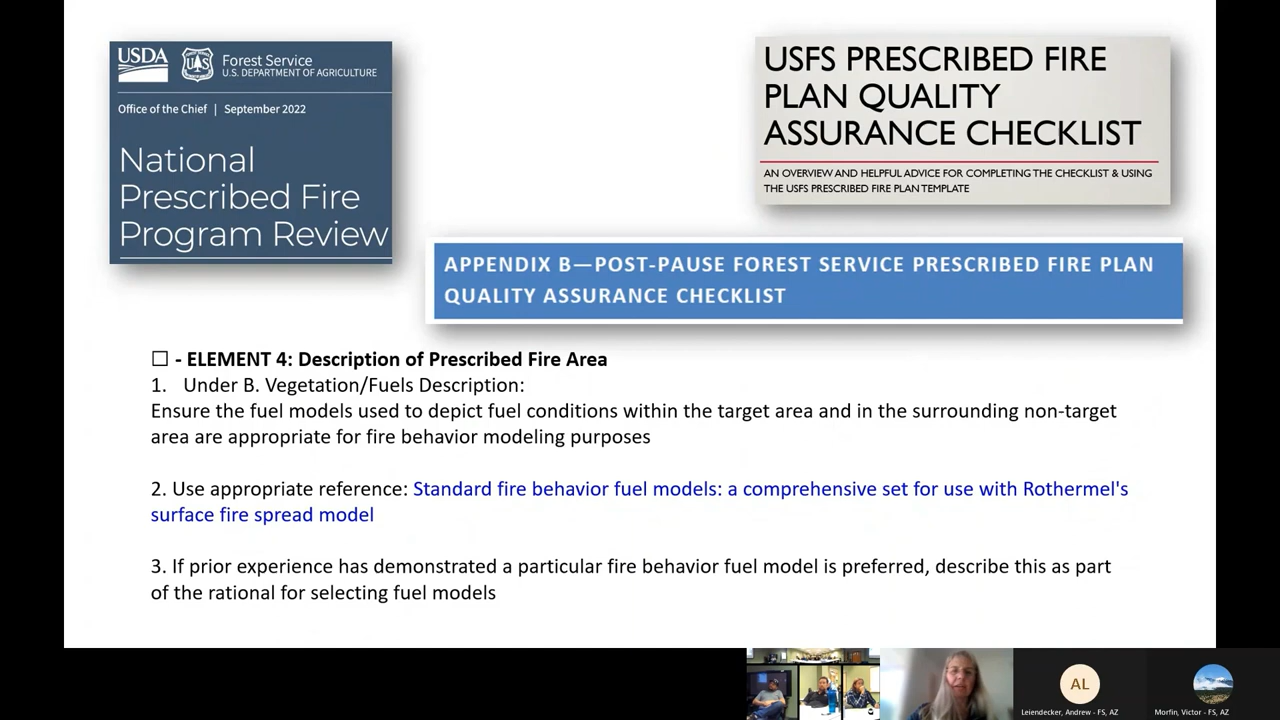 USDA
Forest Service
U.S. DEPARTMENT OF AGRICULTURE
Office of the Chief | September 2022
National
Prescribed Fire
Program Review
USFS PRESCRIBED FIRE
PLAN QUALITY
ASSURANCE CHECKLIST
AN OVERVIEW AND HELPFUL ADVICE FOR COMPLETING THE CHECKLIST & USING
THE USFS PRESCRIBED FIRE PLAN TEMPLATE
APPENDIX B—POST-PAUSE FOREST SERVICE PRESCRIBED FIRE PLAN
QUALITY ASSURANCE CHECKLIST
☐ - ELEMENT 4: Description of Prescribed Fire Area
1. Under B. Vegetation/Fuels Description:
Ensure the fuel models used to depict fuel conditions within the target area and in the surrounding non-target
area are appropriate for fire behavior modeling purposes
2. Use appropriate reference: Standard fire behavior fuel models: a comprehensive set for use with Rothermel's
surface fire spread model
3. If prior experience has demonstrated a particular fire behavior fuel model is preferred, describe this as part
of the rational for selecting fuel models
AL
Leiendecker, Andrew - FS, AZ
Morfin, Victor - FS, AZ